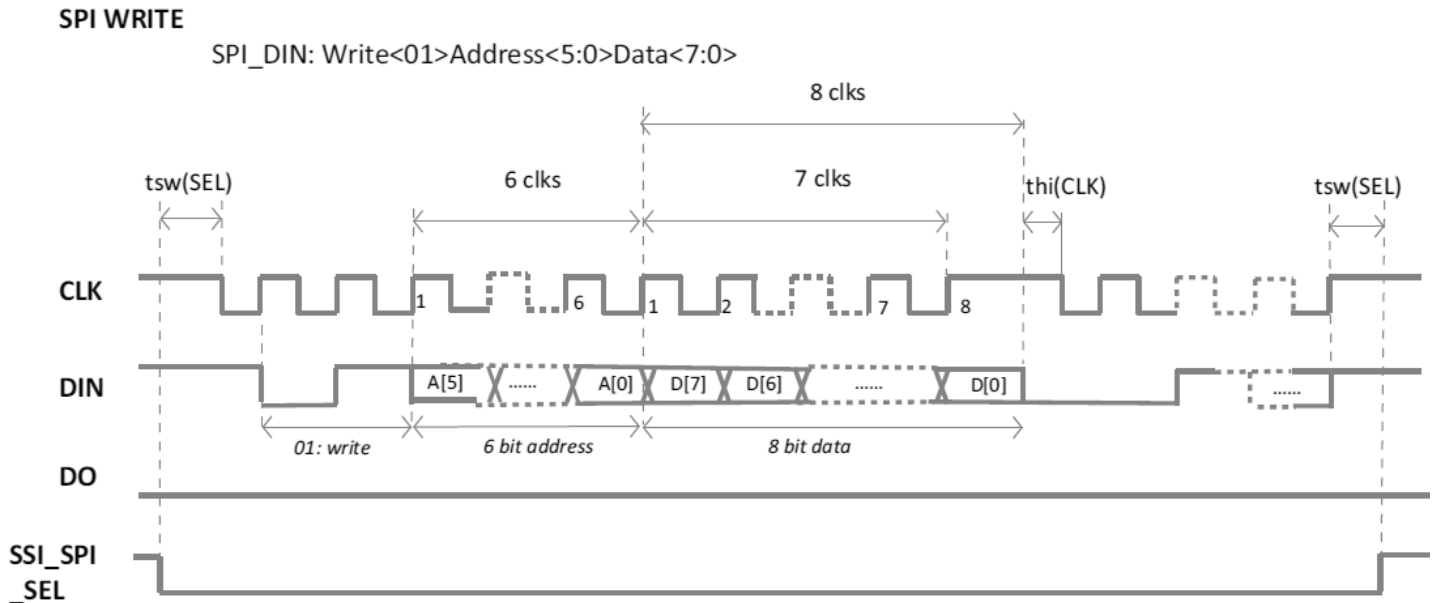 SPI WRITE
SPI_DIN: Write<01>Address<5:0>Data<7:0>
8 clks
tsw(SEL)
6 clks
7 clks
thi(CLK)
tsw(SEL)
CLK
1
6
1
2
7
8
DIN
A[5]
......
A[0]
D[7]
D[6]
......
D[0]
......
01: write
6 bit address
8 bit data
DO
SSI_SPI
_SEL